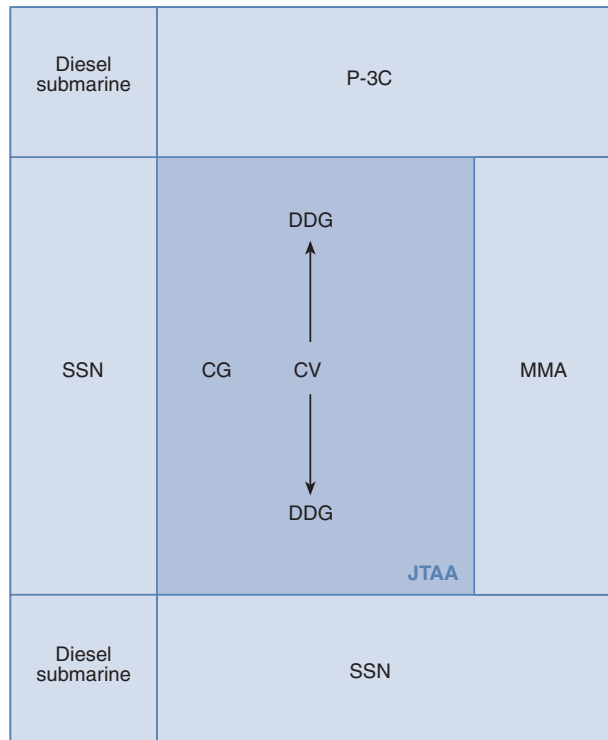 Diesel
submarine
P-3C
DDG
SSN
CG
CV
MMA
DDG
JTAA
Diesel
submarine
SSN